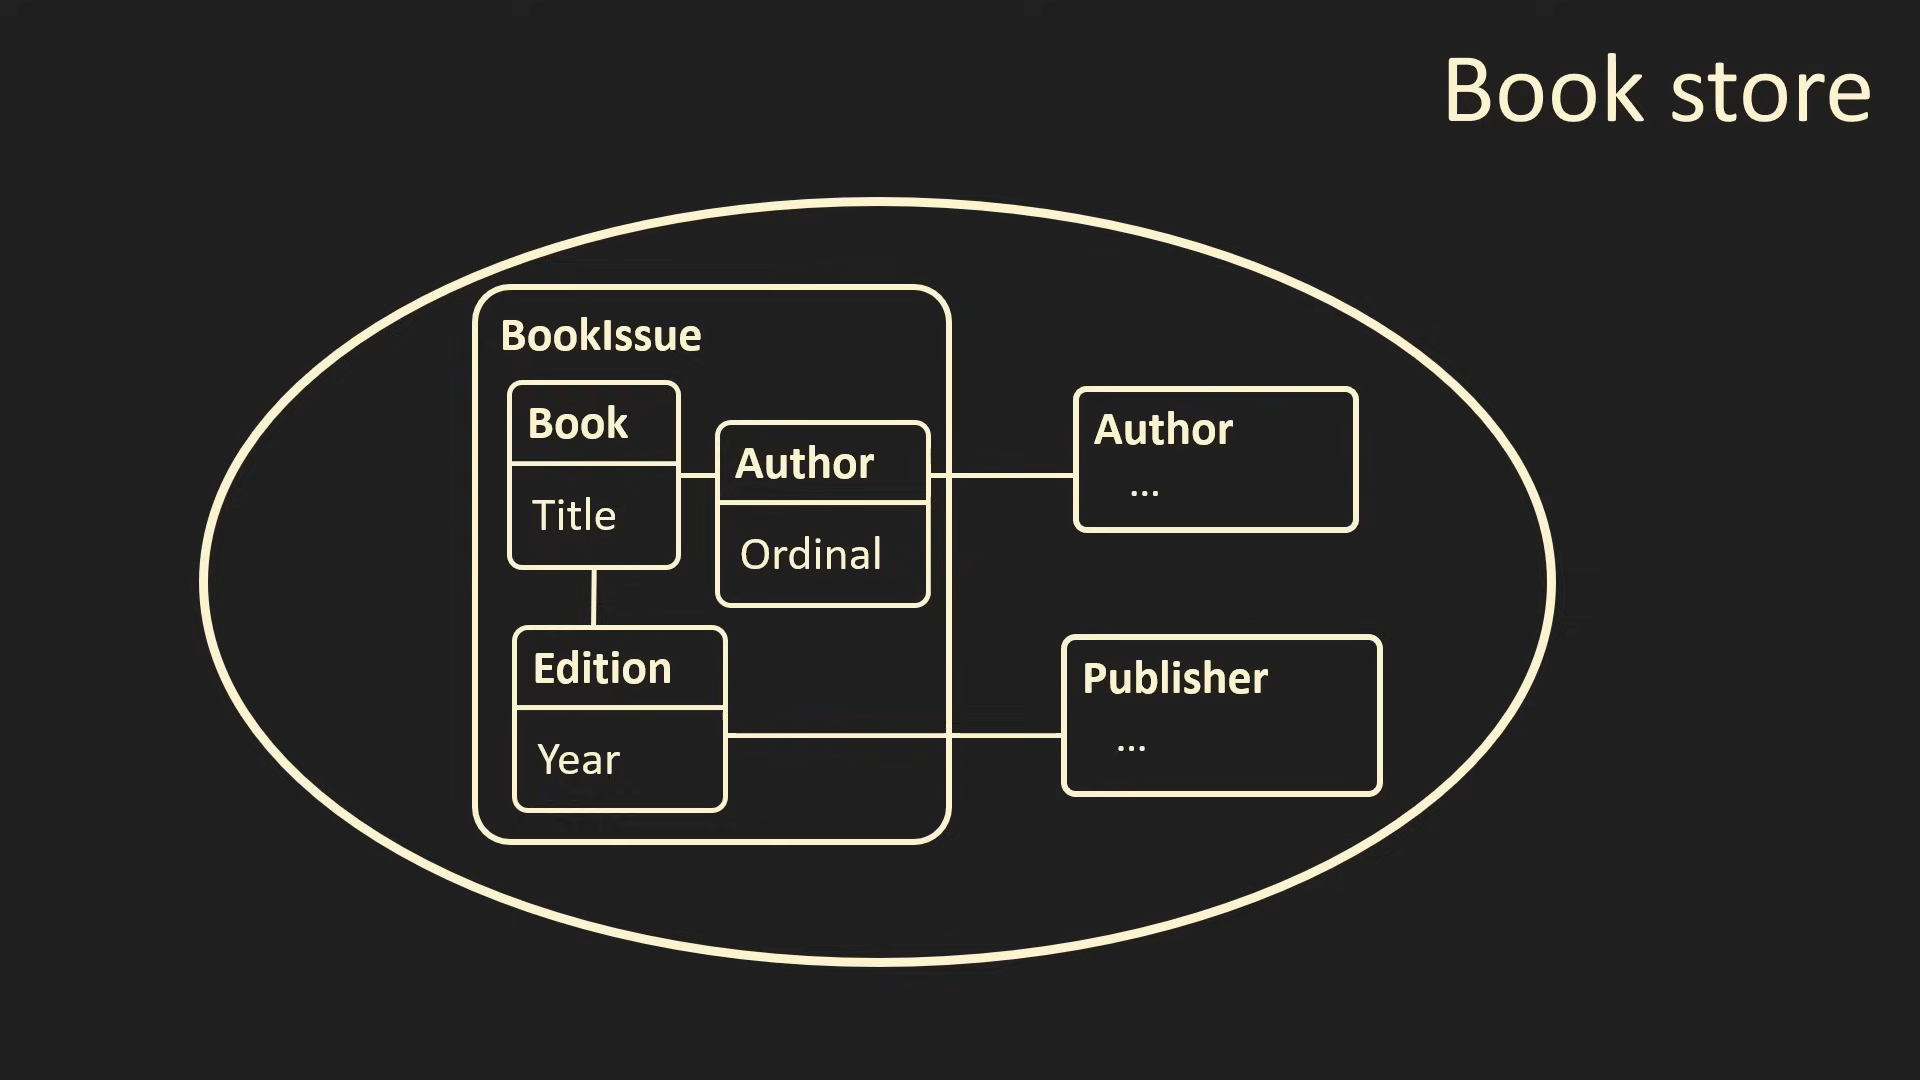 Book store
BookIssue
Book
Title
Author
Ordinal
Edition
Year
Author
...
Publisher
...